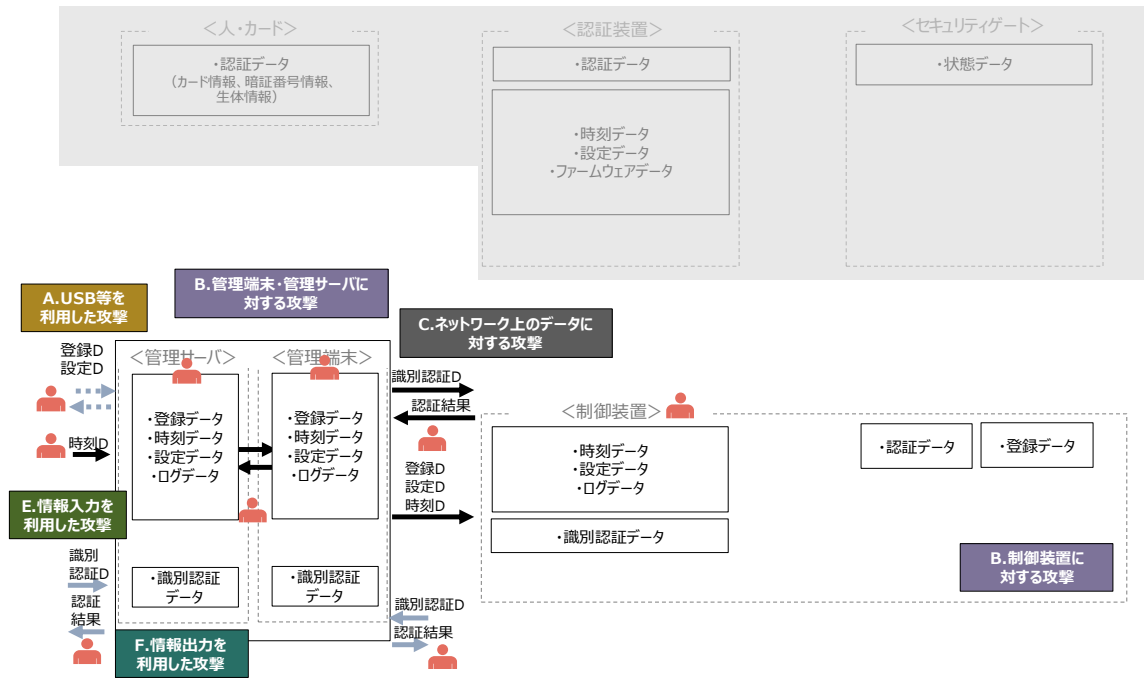 ＜人・カード＞
・認証データ
（カード情報、暗証番号情報、
生体情報）
＜認証装置＞
・認証データ
・時刻データ
・設定データ
・ファームウェアデータ
＜セキュリティゲート＞
・状態データ
A.USB等を
利用した攻撃
B.管理端末・管理サーバに
対する攻撃
C.ネットワーク上のデータに
対する攻撃
登録D
設定D
時刻D
E.情報入力を
利用した攻撃
識別
認証D
認証
結果
F.情報出力を
利用した攻撃
＜管理サーバ＞
・登録データ
・時刻データ
・設定データ
・ログデータ
・識別認証
データ
＜管理端末＞
・登録データ
・時刻データ
・設定データ
・ログデータ
・識別認証
データ
識別認証D
認証結果
登録D
設定D
時刻D
識別認証D
認証結果
＜制御装置＞
・時刻データ
・設定データ
・ログデータ
・識別認証データ
・認証データ
・登録データ
B.制御装置に
対する攻撃